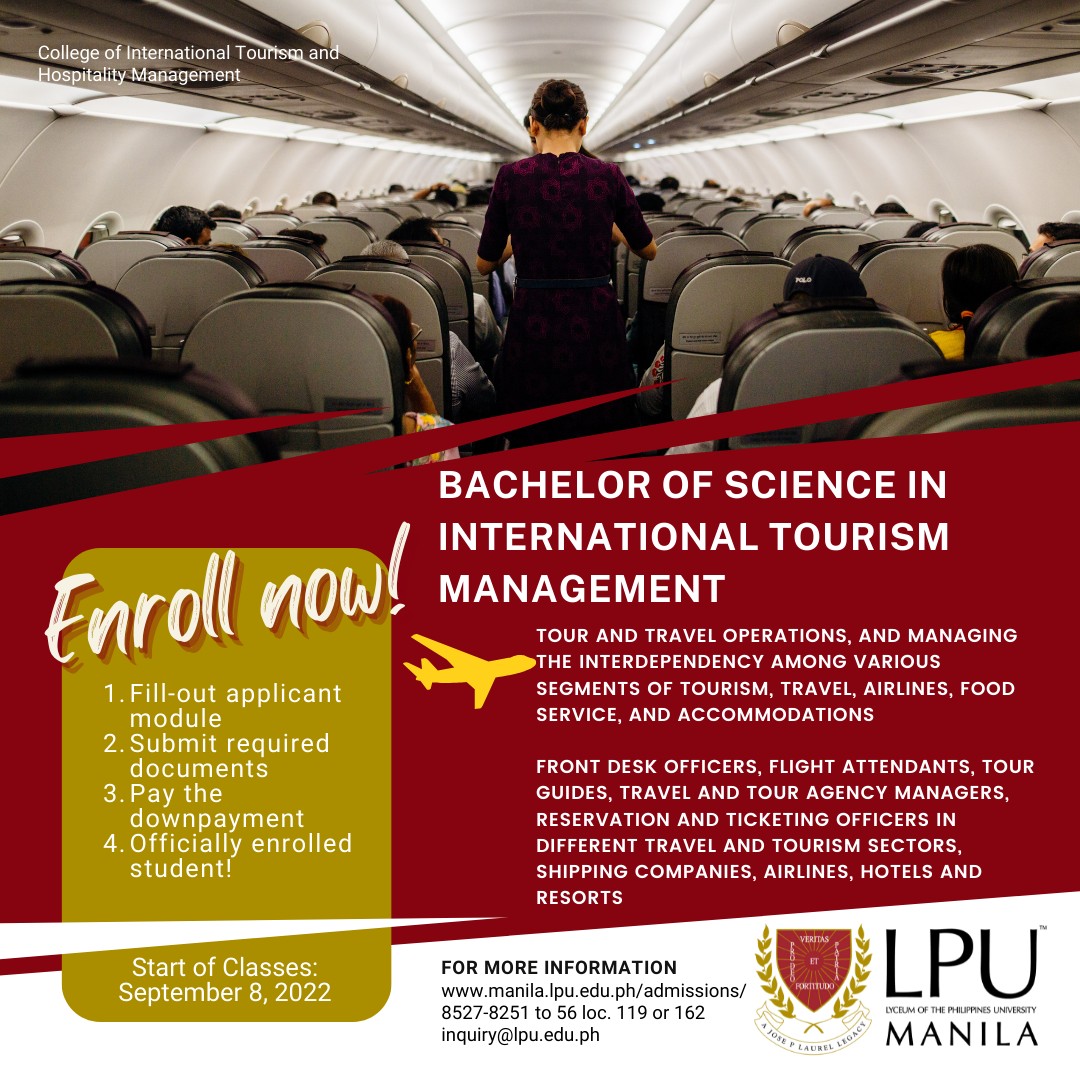 College of International Tourism and
Hospitality Management
POLO
BACHELOR OF SCIENCE IN
INTERNATIONAL TOURISM
MANAGEMENT
Enroll now!
1. Fill-out applicant
module
2. Submit required
documents
3. Pay the
downpayment
4. Officially enrolled
student!
TOUR AND TRAVEL OPERATIONS, AND MANAGING
THE INTERDEPENDENCY AMONG VARIOUS
SEGMENTS OF TOURISM, TRAVEL, AIRLINES, FOOD
SERVICE, AND ACCOMMODATIONS
FRONT DESK OFFICERS, FLIGHT ATTENDANTS, TOUR
GUIDES, TRAVEL AND TOUR AGENCY MANAGERS,
RESERVATION AND TICKETING OFFICERS IN
DIFFERENT TRAVEL AND TOURISM SECTORS,
SHIPPING COMPANIES, AIRLINES, HOTELS AND
RESORTS
Start of Classes:
September 8, 2022
FOR MORE INFORMATION
www.manila.lpu.edu.ph/admissions/
8527-8251 to 56 loc. 119 or 162
inquiry@lpu.edu.ph
VERITAS
PRO DEO
ET
PATRIA
FORTITUDO
A JOSE P LAUREL LEGACY
LPU™
LYCEUM OF THE PHILIPPINES UNIVERSITY
MANILA